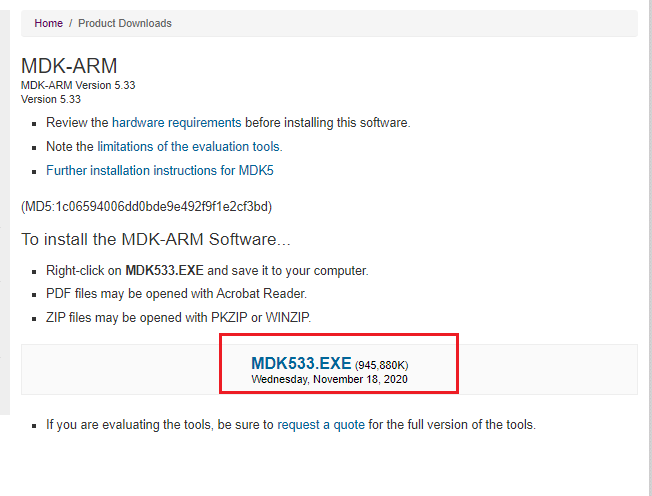 Home / Product Downloads
MDK-ARM
MDK-ARM Version 5.33
Version 5.33
Review the hardware requirements before installing this software.
Note the limitations of the evaluation tools.
Further installation instructions for MDK5
(MD5:1c06594006dd0bde9e492f9f1e2cf3bd)
To install the MDK-ARM Software...
Right-click on MDK533.EXE and save it to your computer.
PDF files may be opened with Acrobat Reader.
ZIP files may be opened with PKZIP or WINZIP.
MDK533.EXE (945,880K)
Wednesday, November 18, 2020
If you are evaluating the tools, be sure to request a quote for the full version of the tools.